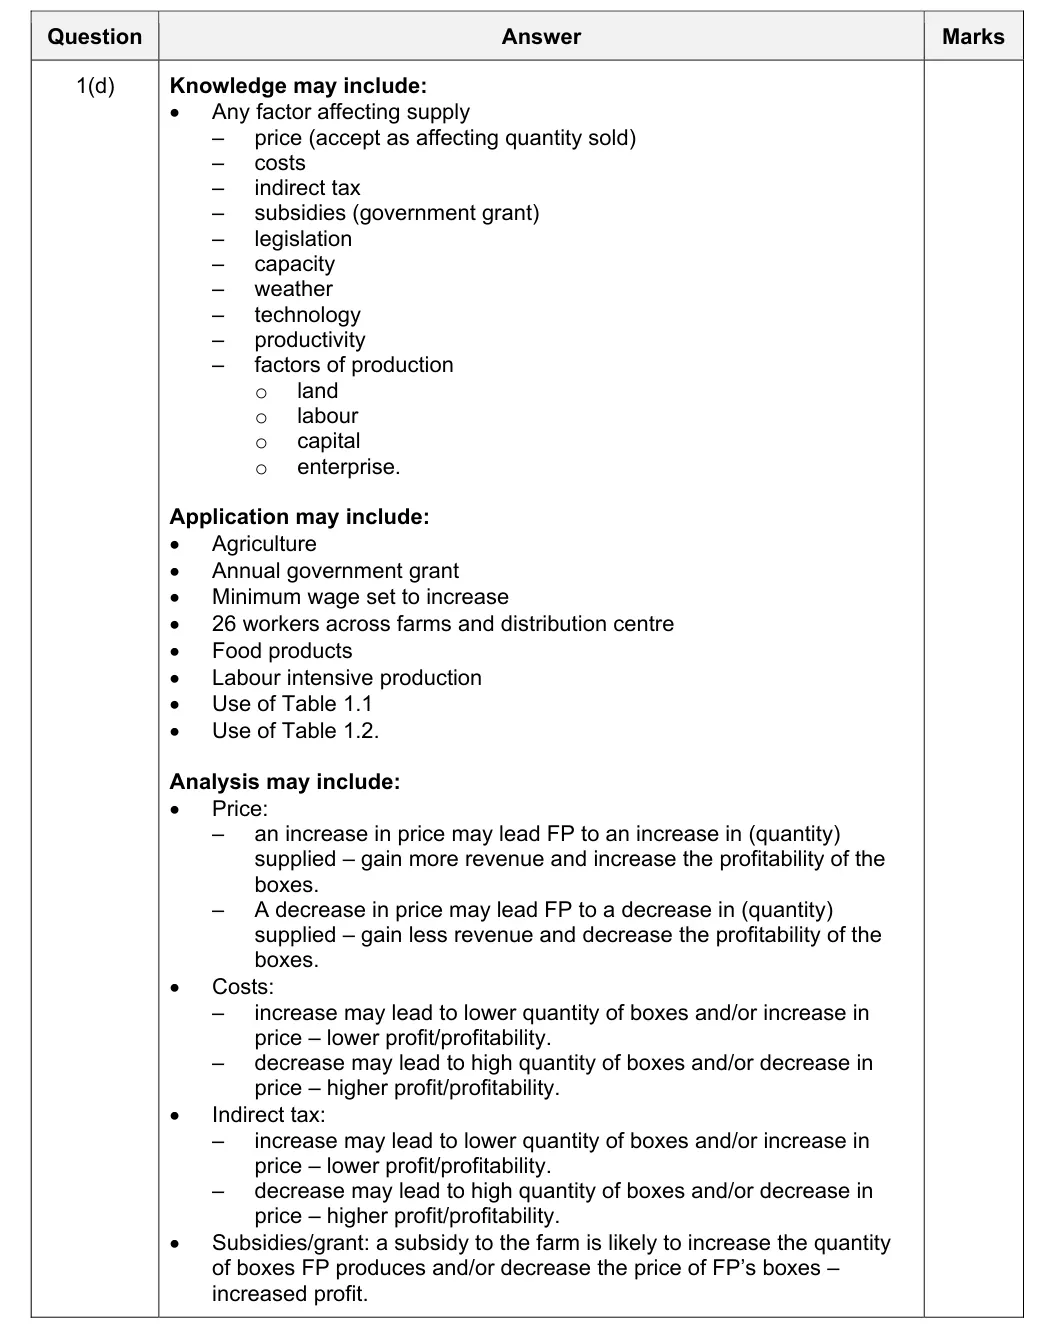 Question Answer Marks
1(d) Knowledge may include:
• Any factor affecting supply
– price (accept as affecting quantity sold)
– costs
– indirect tax
– subsidies (government grant)
– legislation
– capacity
– weather
– technology
– productivity
– factors of production
o land
o labour
o capital
o enterprise.
Application may include:
• Agriculture
• Annual government grant
• Minimum wage set to increase
• 26 workers across farms and distribution centre
• Food products
• Labour intensive production
• Use of Table 1.1
• Use of Table 1.2.
Analysis may include:
• Price:
– an increase in price may lead FP to an increase in (quantity)
supplied – gain more revenue and increase the profitability of the
boxes.
– A decrease in price may lead FP to a decrease in (quantity)
supplied – gain less revenue and decrease the profitability of the
boxes.
• Costs:
– increase may lead to lower quantity of boxes and/or increase in
price – lower profit/profitability.
– decrease may lead to high quantity of boxes and/or decrease in
price – higher profit/profitability.
• Indirect tax:
– increase may lead to lower quantity of boxes and/or increase in
price – lower profit/profitability.
– decrease may lead to high quantity of boxes and/or decrease in
price – higher profit/profitability.
• Subsidies/grant: a subsidy to the farm is likely to increase the quantity
of boxes FP produces and/or decrease the price of FP’s boxes –
increased profit.